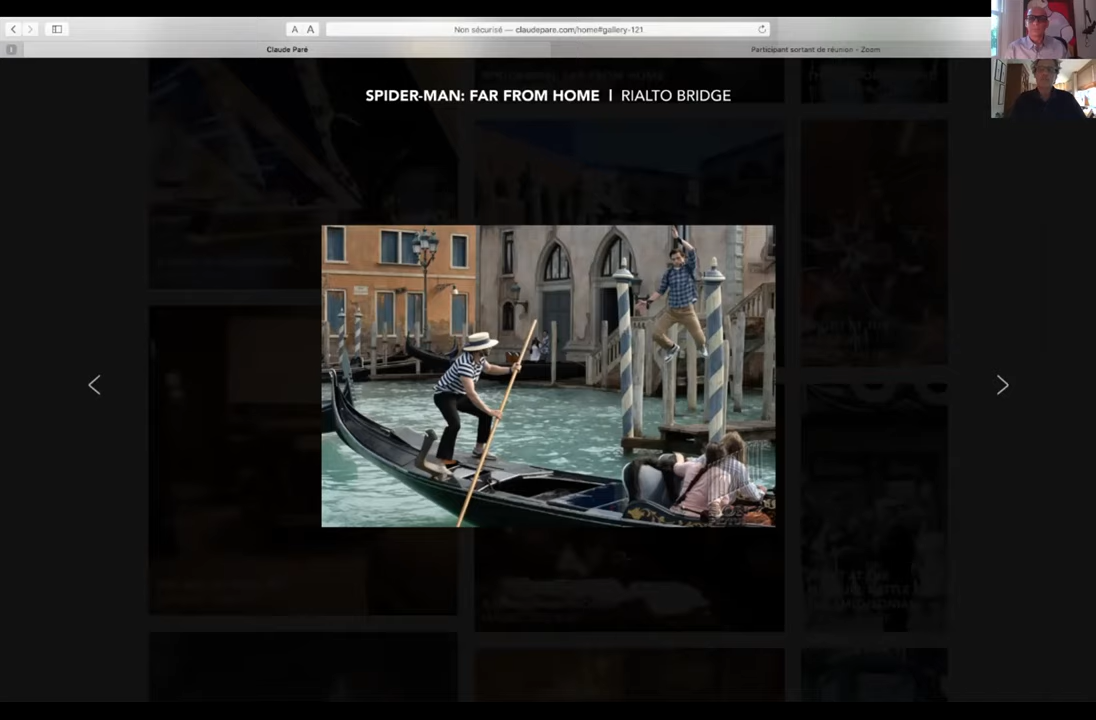 A A
Non sécurisé — claudepare.com/home#gallery-121
Claude Paré
Participant sortant de réunion - Zoom
SPIDER-MAN: FAR FROM HOME | RIALTO BRIDGE